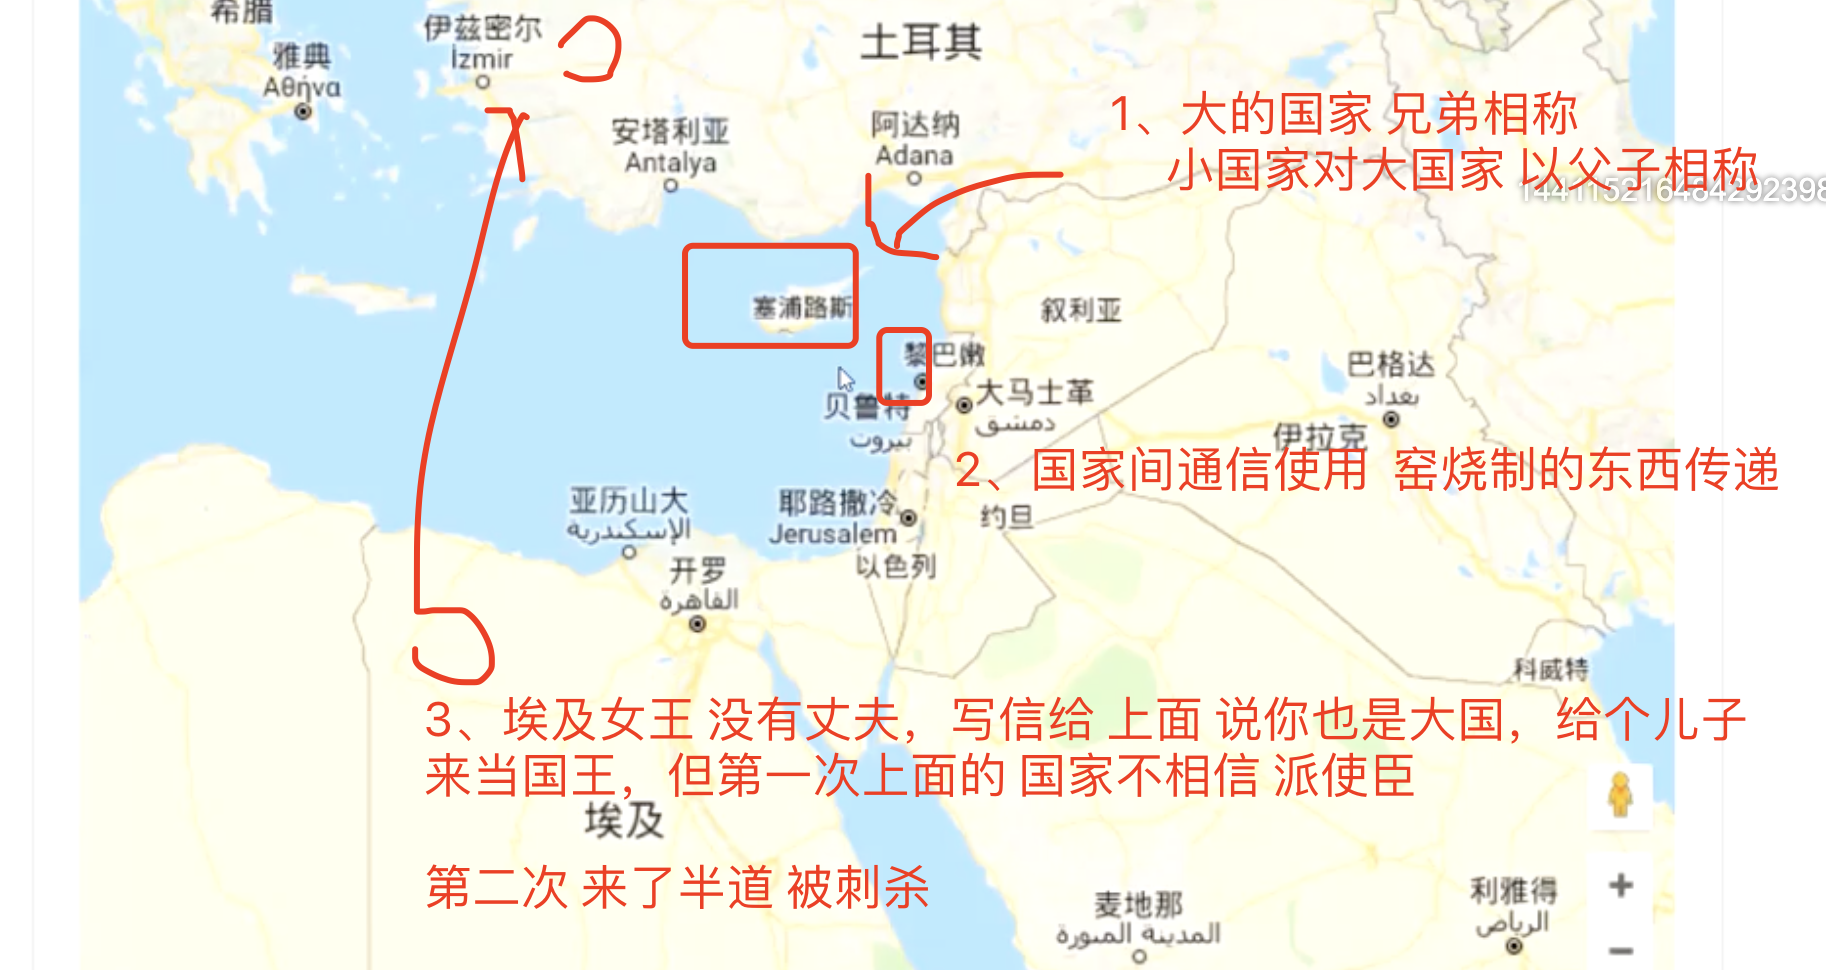 希腊
伊兹密尔
İzmir
雅典
Αθήνα
土耳其
安塔利亚
Antalya
阿达纳
Adana
1、大的国家 兄弟相称
小国家对大国家 以父子相称
塞浦路斯
叙利亚
黎巴嫩
贝鲁特
بيروت
大马士革
دمشق
巴格达
بغداد
伊拉克
2、国家间通信使用 窑烧制的东西传递
亚历山大
الإسكندرية
耶路撒冷
Jerusalem
约旦
以色列
开罗
القاهرة
科威特
3、埃及女王 没有丈夫，写信给 上面 说你也是大国，给个儿子
来当国王，但第一次上面的 国家不相信 派使臣
埃及
第二次 来了半道 被刺杀
麦地那
المدينة المنورة
利雅得
الرياض